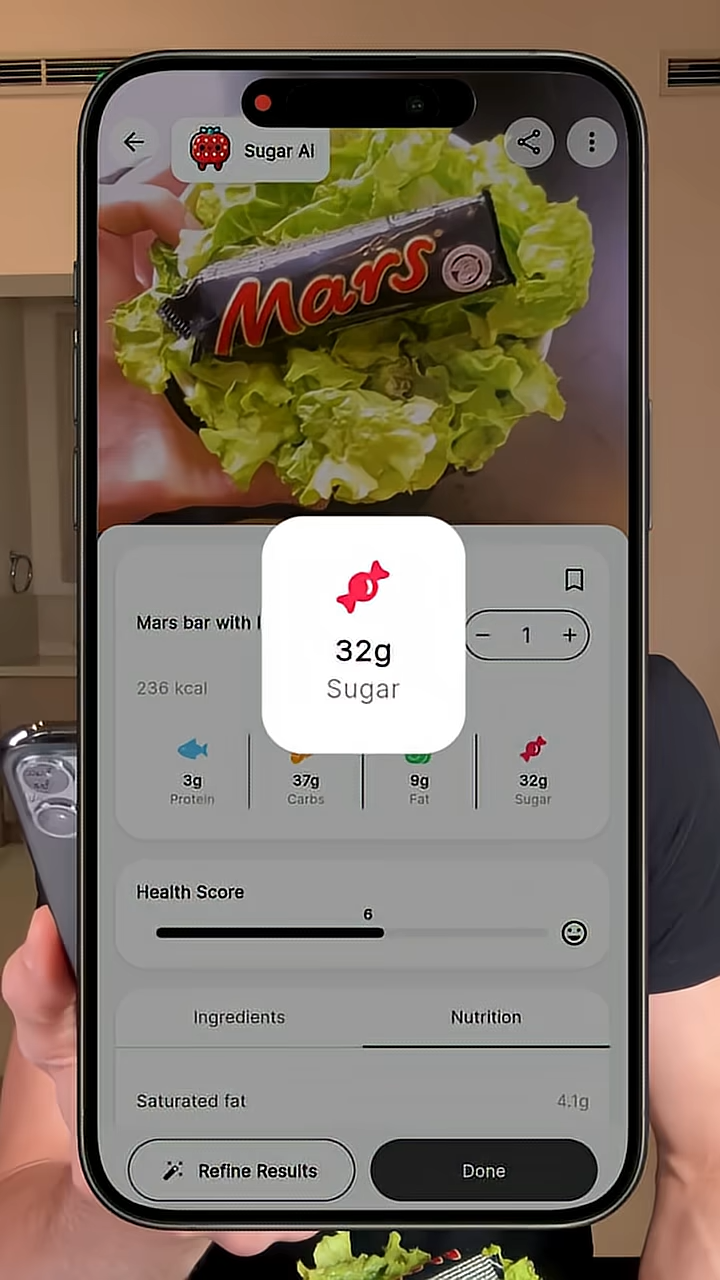 Sugar AI
Mars
32g
Sugar
Mars bar with
1
236 kcal
3g
Protein
37g
Carbs
9g
Fat
32g
Sugar
Health Score
6
Ingredients
Nutrition
Saturated fat
4.1g
Refine Results
Done